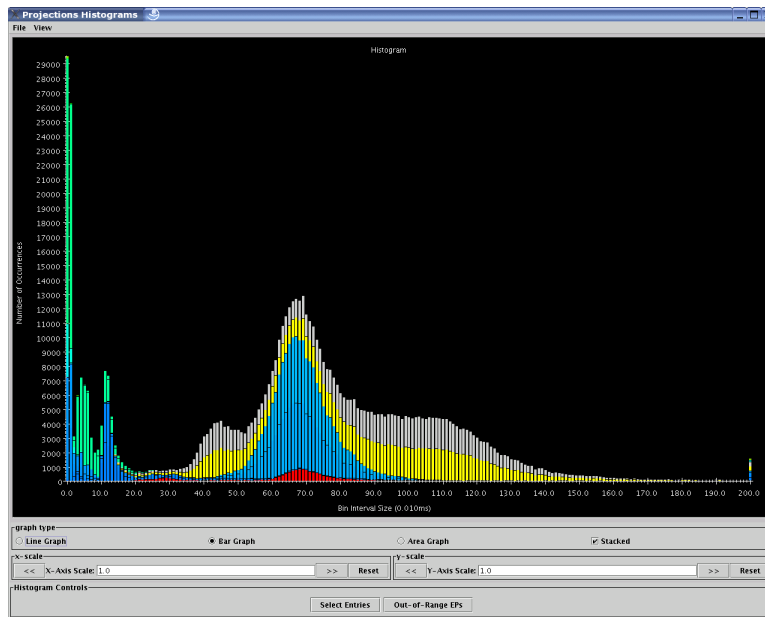 Projections Histograms
File View
Histogram
29000
28000
27000
26000
25000
24000
23000
22000
21000
20000
19000
18000
17000
16000
15000
14000
13000
12000
11000
10000
9000
8000
7000
6000
5000
4000
3000
2000
1000
0
Number of Occurrences
0.0 10.0 20.0 30.0 40.0 50.0 60.0 70.0 80.0 90.0 100.0 110.0 120.0 130.0 140.0 150.0 160.0 170.0 180.0 190.0 200.0
Bin Interval Size (0.010ms)
graph type
Line Graph Bar Graph Area Graph Stacked
x-scale y-scale
<< X-Axis Scale: 1.0 >> Reset << Y-Axis Scale: 1.0 >> Reset
Histogram Controls
Select Entries Out-of-Range EPs